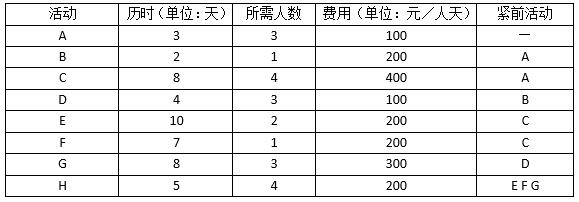 活动 历时（单位：天） 所需人数 费用（单位：元／人天） 紧前活动
A 3 3 100 —
B 2 1 200 A
C 8 4 400 A
D 4 3 100 B
E 10 2 200 C
F 7 1 200 C
G 8 3 300 D
H 5 4 200 E F G